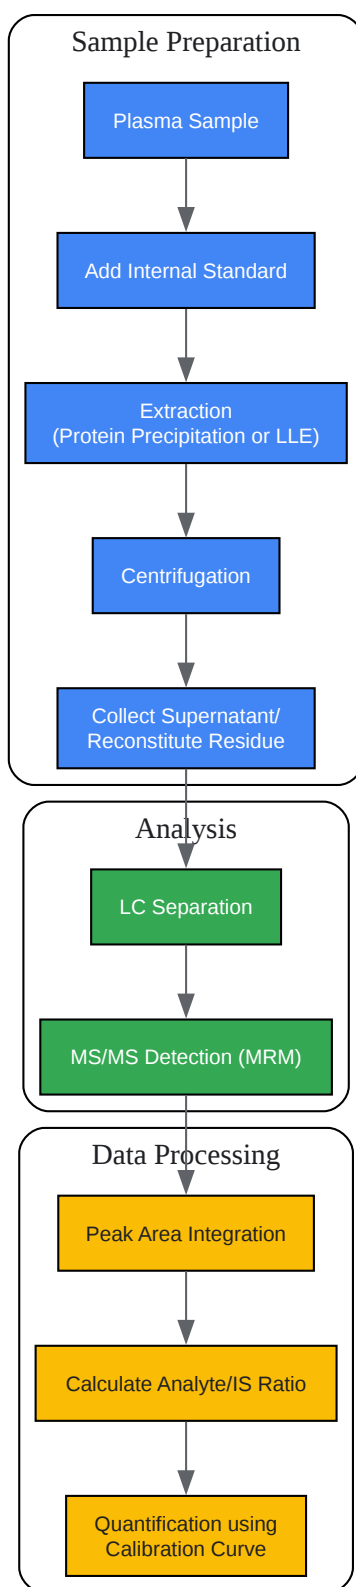 Sample Preparation
Plasma Sample
Add Internal Standard
Extraction
(Protein Precipitation or LLE)
Centrifugation
Collect Supernatant/
Reconstitute Residue
Analysis
LC Separation
MS/MS Detection (MRM)
Data Processing
Peak Area Integration
Calculate Analyte/IS Ratio
Quantification using
Calibration Curve